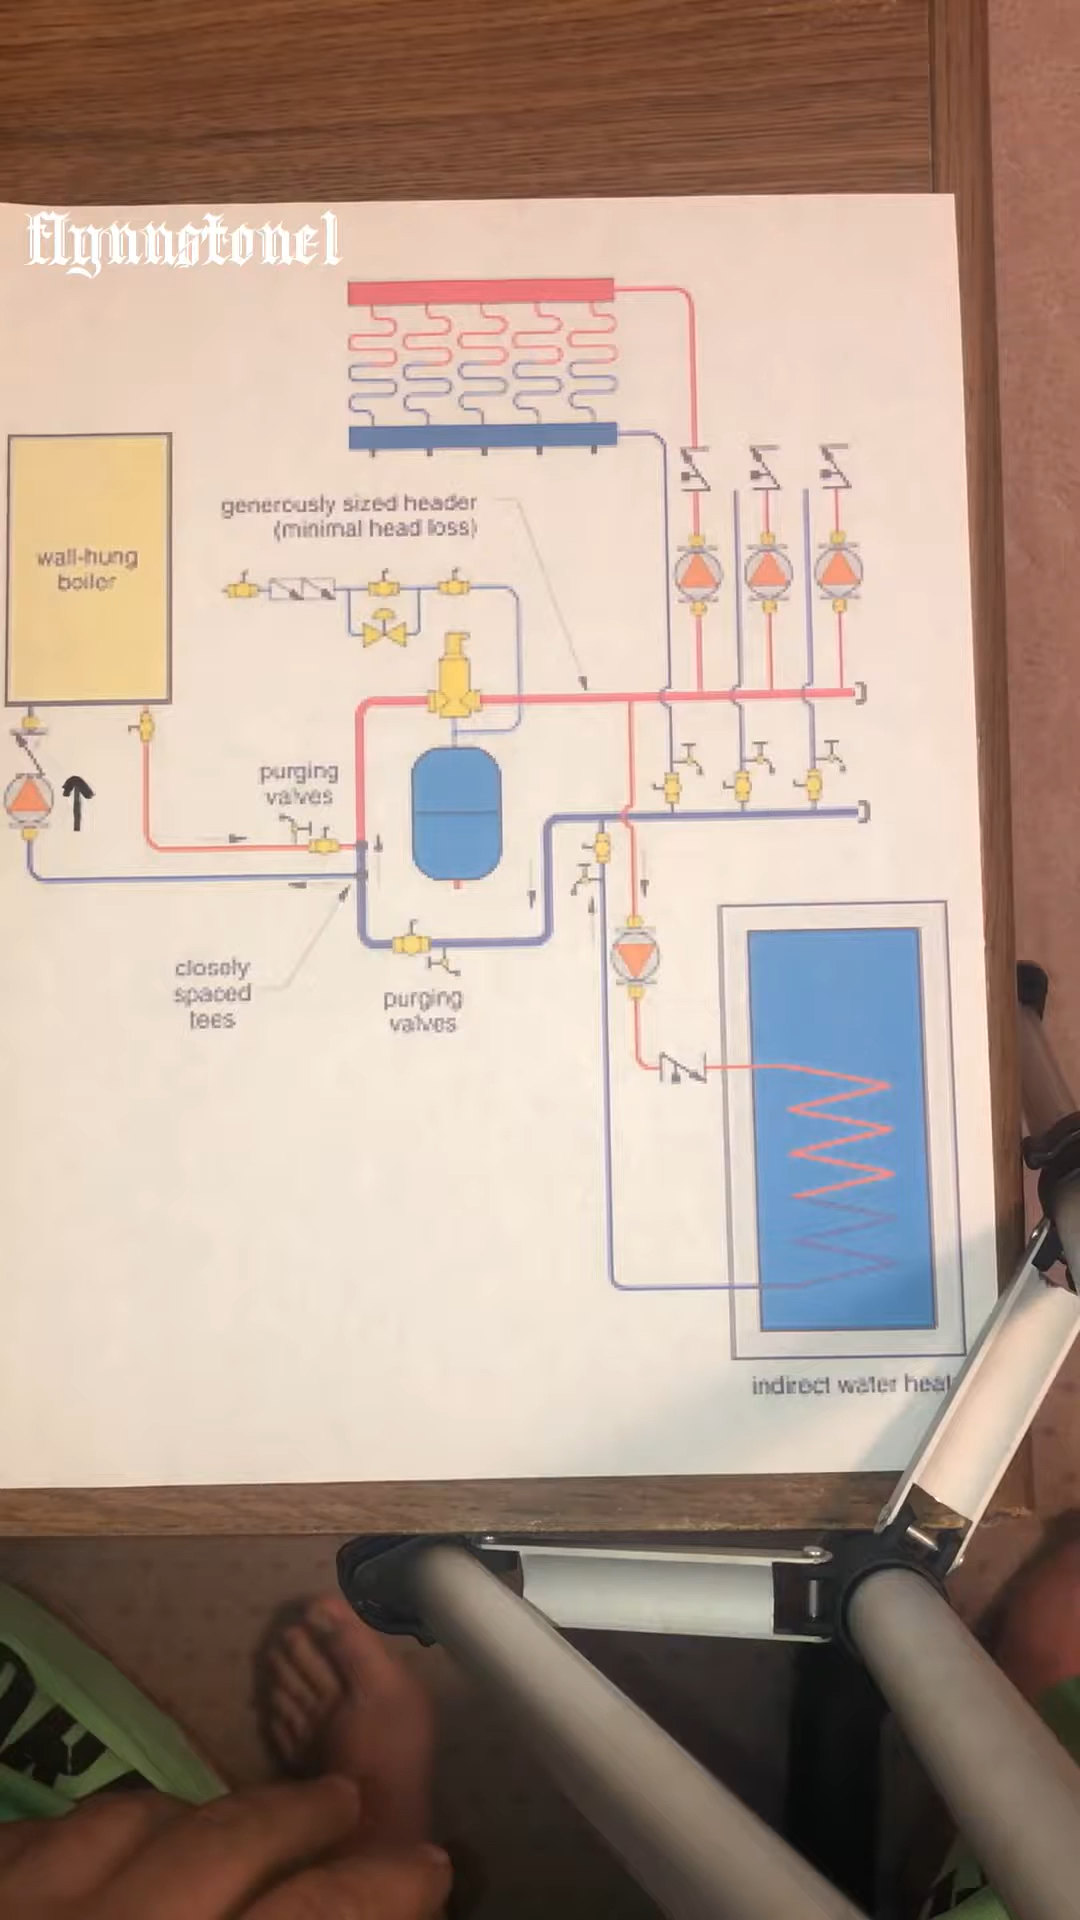 flynnstone1
generously sized header
(minimal head loss)
wall-hung
boiler
purging
valves
closely
spaced
tees
purging
valves
indirect water heat